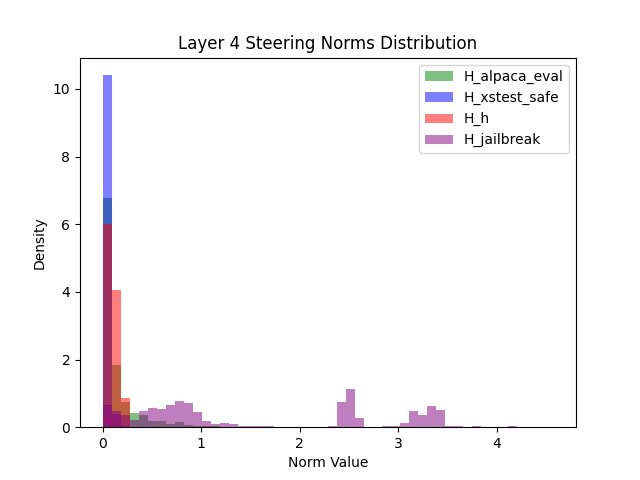 Layer 4 Steering Norms Distribution
H_alpaca_eval
H_xstest_safe
H_h
H_jailbreak
Density
10
8
6
4
2
0
0 1 2 3 4
Norm Value